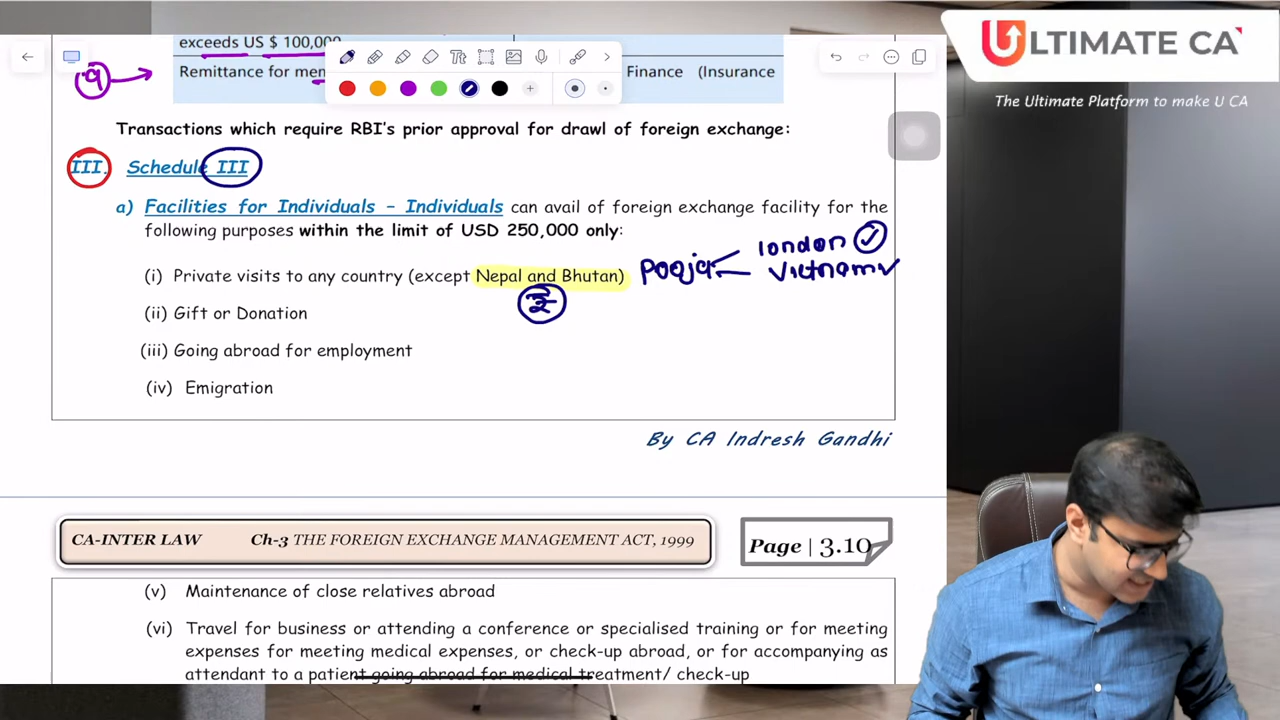 exceeds US $ 100,000
9
Remittance for mem
Finance (Insurance
ULTIMATE CA
The Ultimate Platform to make U CA
Transactions which require RBI's prior approval for drawl of foreign exchange:
III. Schedule III
a) Facilities for Individuals – Individuals can avail of foreign exchange facility for the
following purposes within the limit of USD 250,000 only:
london
(i) Private visits to any country (except Nepal and Bhutan) Pooja
Vietnam
(ii) Gift or Donation
(iii) Going abroad for employment
(iv) Emigration
By CA Indresh Gandhi
CA-INTER LAW Ch-3 THE FOREIGN EXCHANGE MANAGEMENT ACT, 1999
Page | 3.10
(v) Maintenance of close relatives abroad
(vi) Travel for business or attending a conference or specialised training or for meeting
expenses for meeting medical expenses, or check-up abroad, or for accompanying as
attendant to a patient going abroad for medical treatment/ check-up